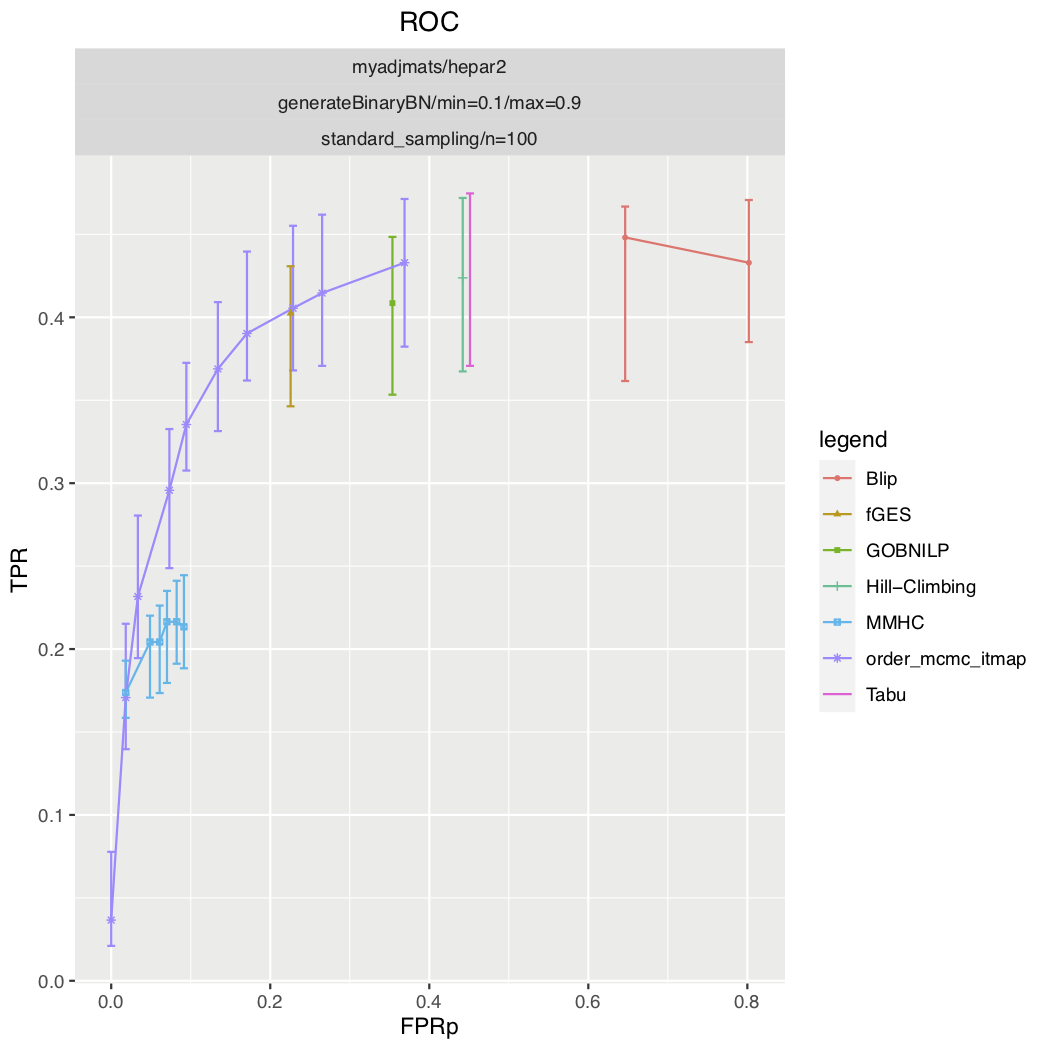 ROC
myadjmats/hepar2
generateBinaryBN/min=0.1/max=0.9
standard_sampling/n=100
TPR
0.4
0.3
0.2
0.1
0.0
0.0 0.2 0.4 0.6 0.8
FPRp
legend
Blip
fGES
GOBNILP
Hill−Climbing
MMHC
order_mcmc_itmap
Tabu